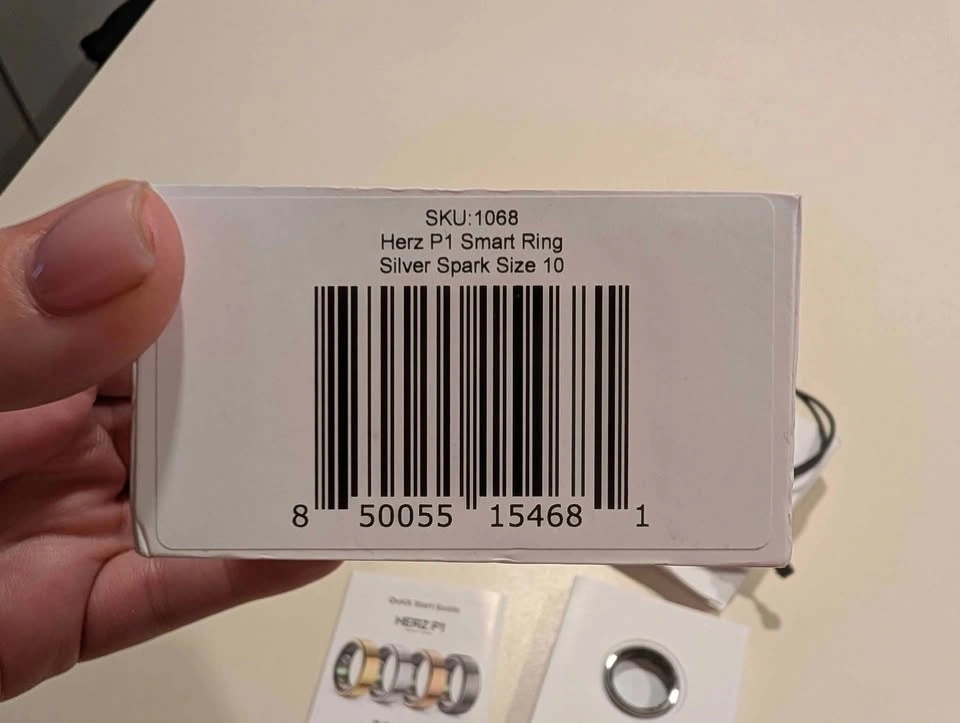 SKU:1068
Herz P1 Smart Ring
Silver Spark Size 10
8 50055 15468 1
Quick Start Guide
HERZ P1